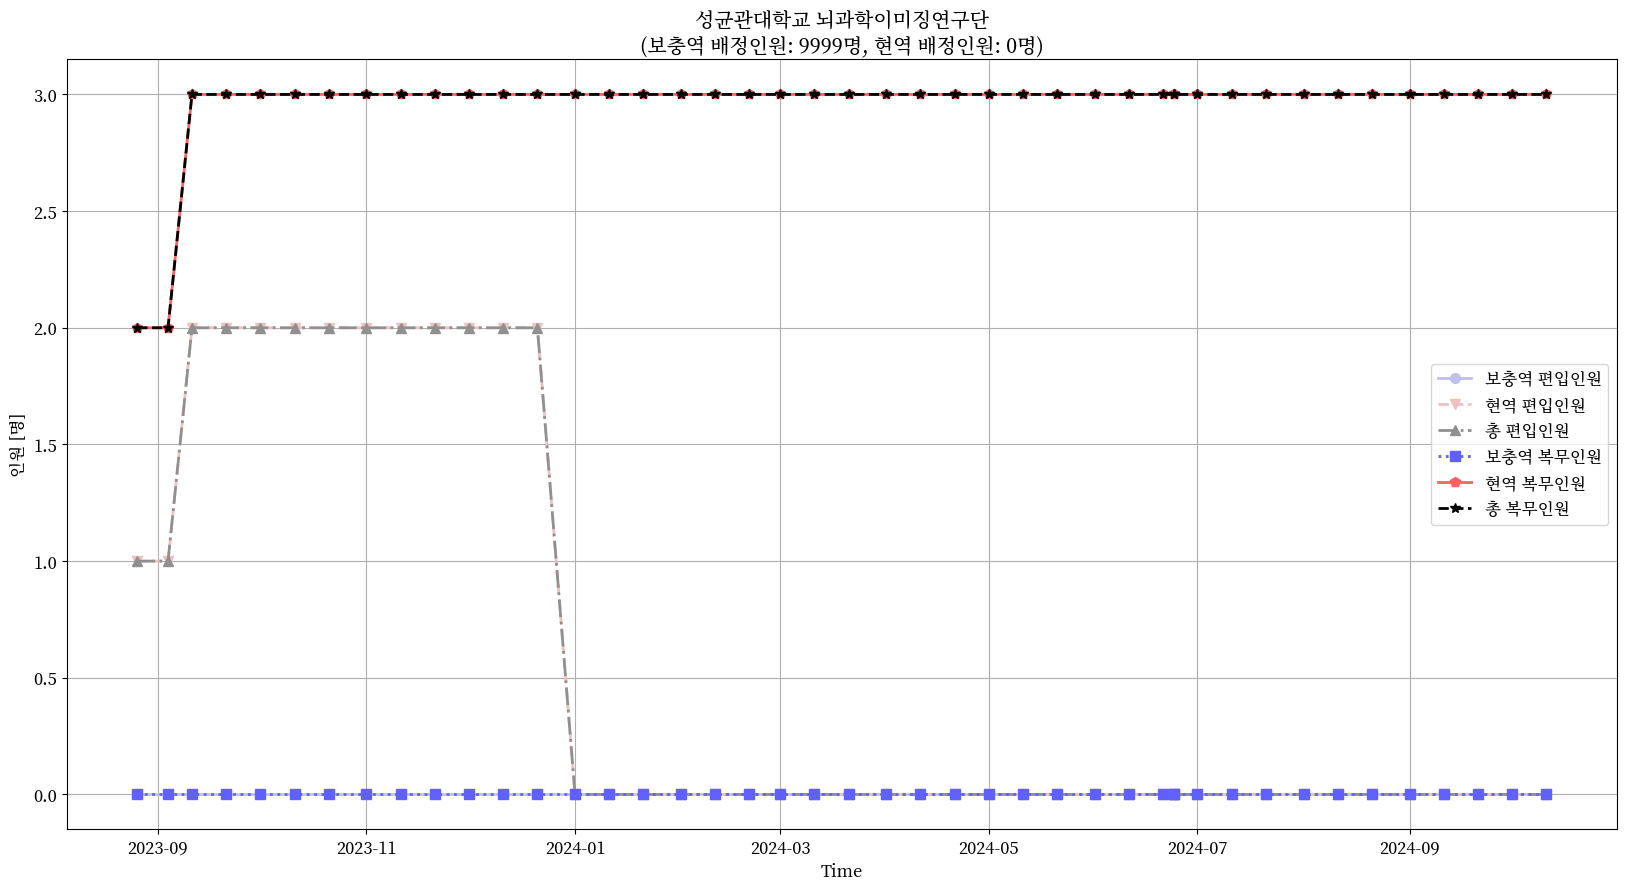 성균관대학교 뇌과학이미징연구단
(보충역 배정인원: 9999명, 현역 배정인원: 0명)
3.0
2.5
2.0
1.5
1.0
0.5
0.0
인원 [명]
보충역 편입인원
현역 편입인원
총 편입인원
보충역 복무인원
현역 복무인원
총 복무인원
2023-09
2023-11
2024-01
2024-03
2024-05
2024-07
2024-09
Time